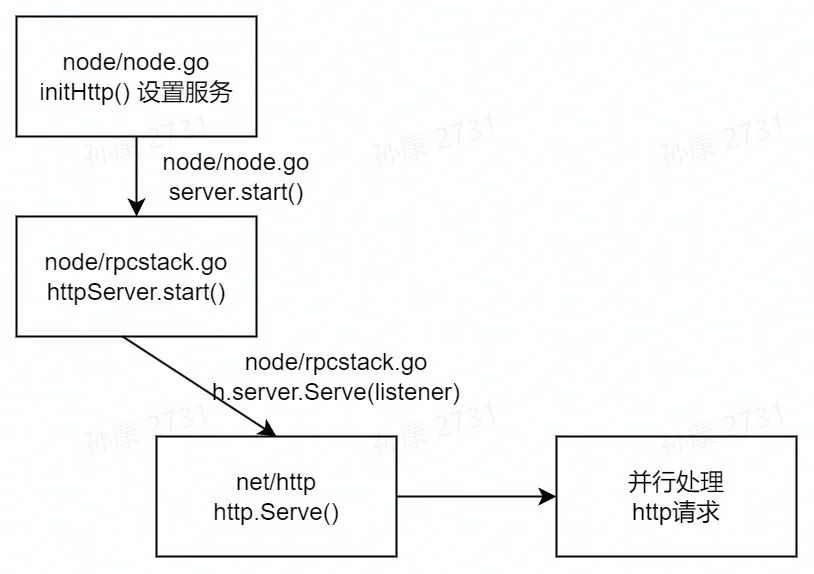 node/node.go
initHttp() 设置服务
node/node.go
server.start()
node/rpcstack.go
httpServer.start()
node/rpcstack.go
h.server.Serve(listener)
net/http
http.Serve()
并行处理
http请求
孙康 2731
孙康 2731
孙康 2731
孙康 2731
孙康 2731
孙康 2731